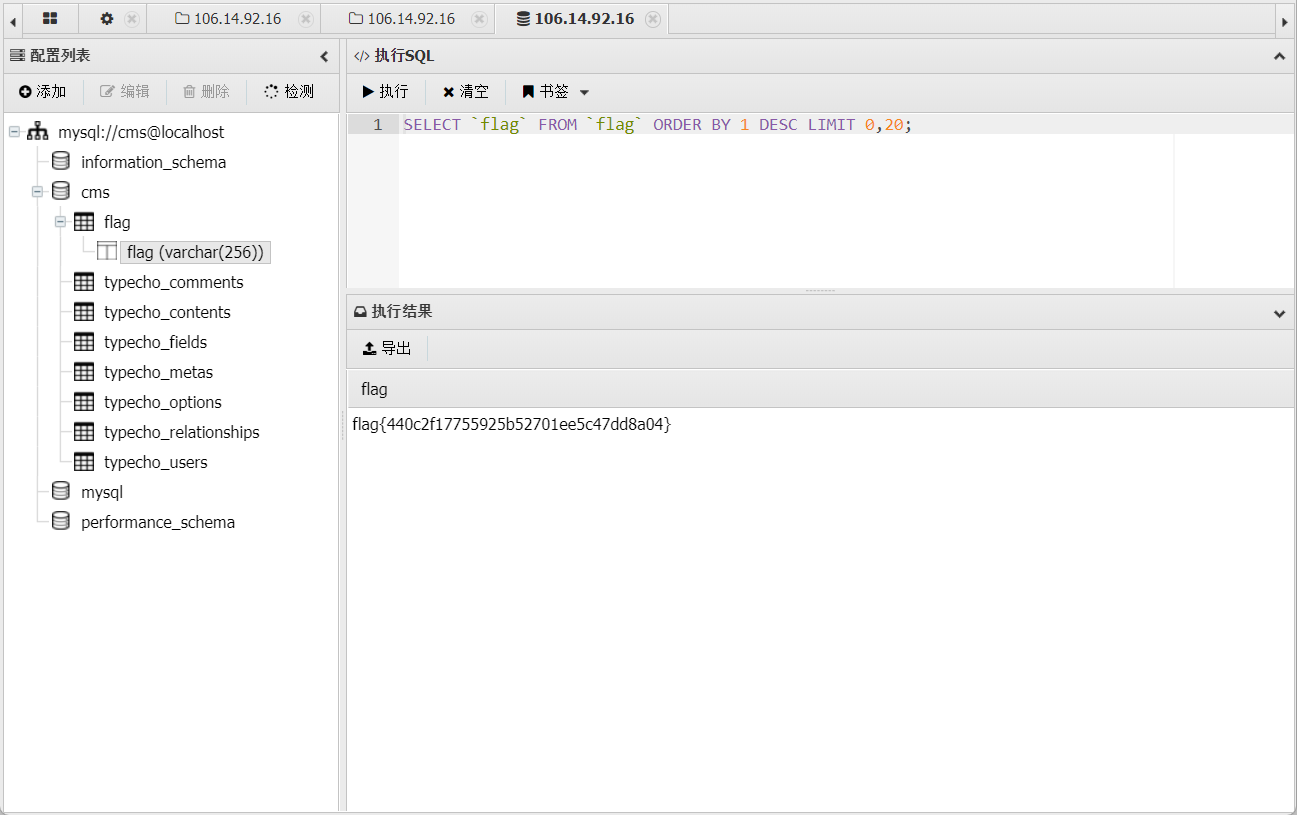 106.14.92.16
106.14.92.16
106.14.92.16
配置列表
添加
编辑
删除
检测
mysql://cms@localhost
information_schema
cms
flag
flag (varchar(256))
typecho_comments
typecho_contents
typecho_fields
typecho_metas
typecho_options
typecho_relationships
typecho_users
mysql
performance_schema
</> 执行SQL
执行
清空
书签
1 SELECT `flag` FROM `flag` ORDER BY 1 DESC LIMIT 0,20;
执行结果
导出
flag
flag{440c2f17755925b52701ee5c47dd8a04}